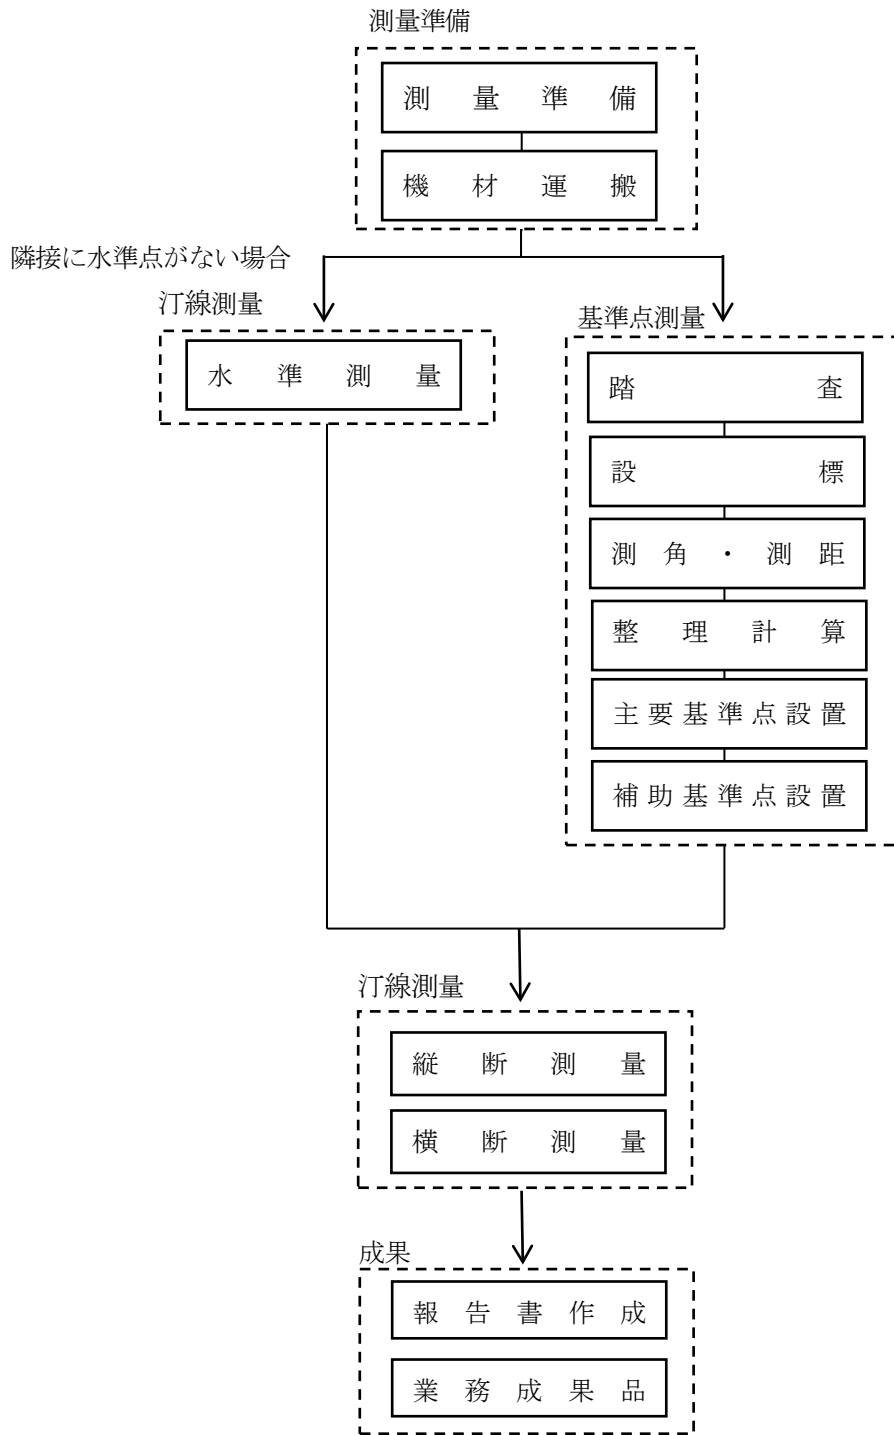 測量準備
測量準備
機材運搬
隣接に水準点がない場合
汀線測量
水準測量
基準点測量
踏査
設標
測角・測距
整理計算
主要基準点設置
補助基準点設置
汀線測量
縦断測量
横断測量
成果
報告書作成
業務成果品